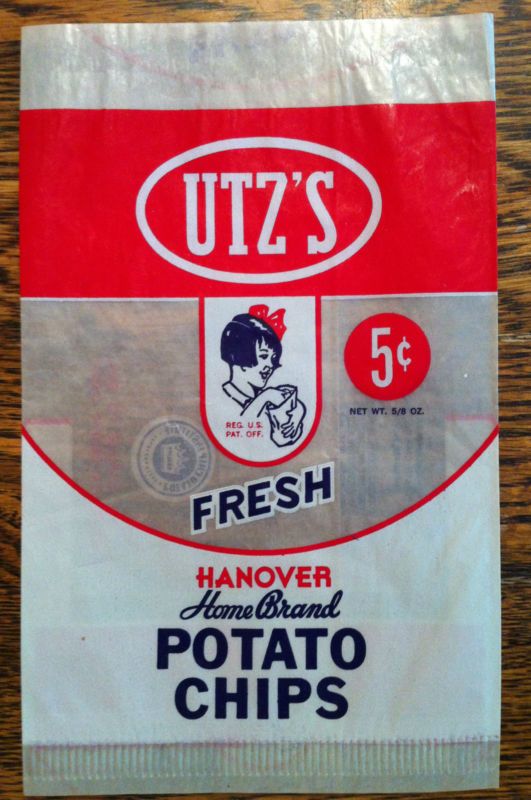 UTZ'S
5¢
NET WT. 5/8 OZ.
REG. U.S.
PAT. OFF.
FRESH
HANOVER
Home Brand
POTATO
CHIPS